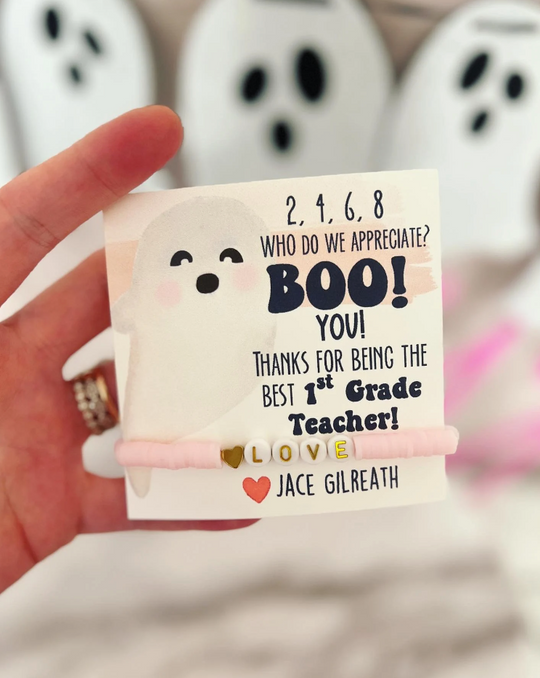 2, 4, 6, 8
WHO DO WE APPRECIATE?
BOO!
YOU!
THANKS FOR BEING THE
BEST 1st Grade
Teacher!
LOVE
JACE GILREATH